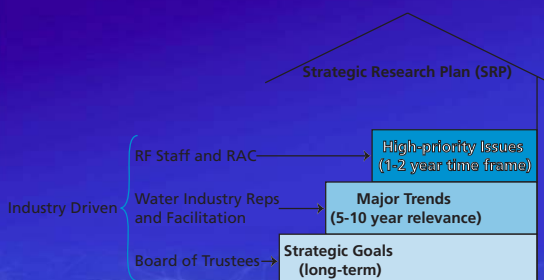 Strategic Research Plan (SRP)
RF Staff and RAC
High-priority Issues
(1-2 year time frame)
Industry Driven
Water Industry Reps
and Facilitation
Major Trends
(5-10 year relevance)
Board of Trustees
Strategic Goals
(long-term)